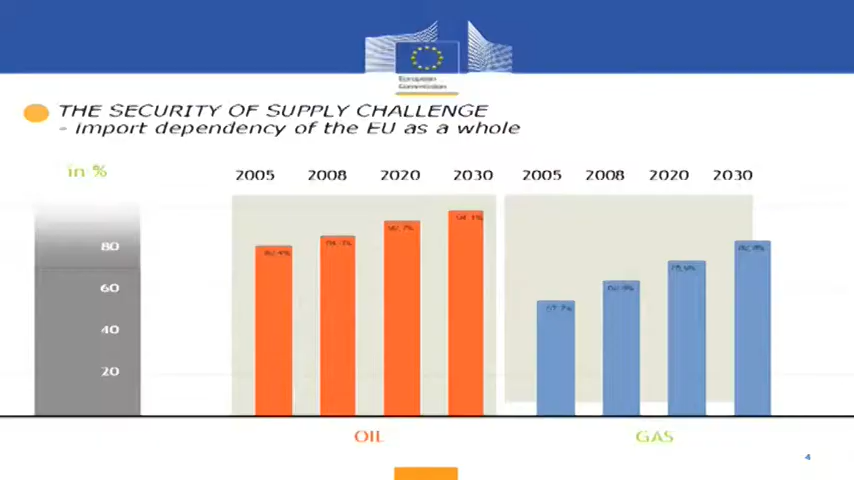 European
Commission
THE SECURITY OF SUPPLY CHALLENGE
- import dependency of the EU as a whole
in %
2005 2008 2020 2030 2005 2008 2020 2030
80
60
40
20
OIL GAS
4